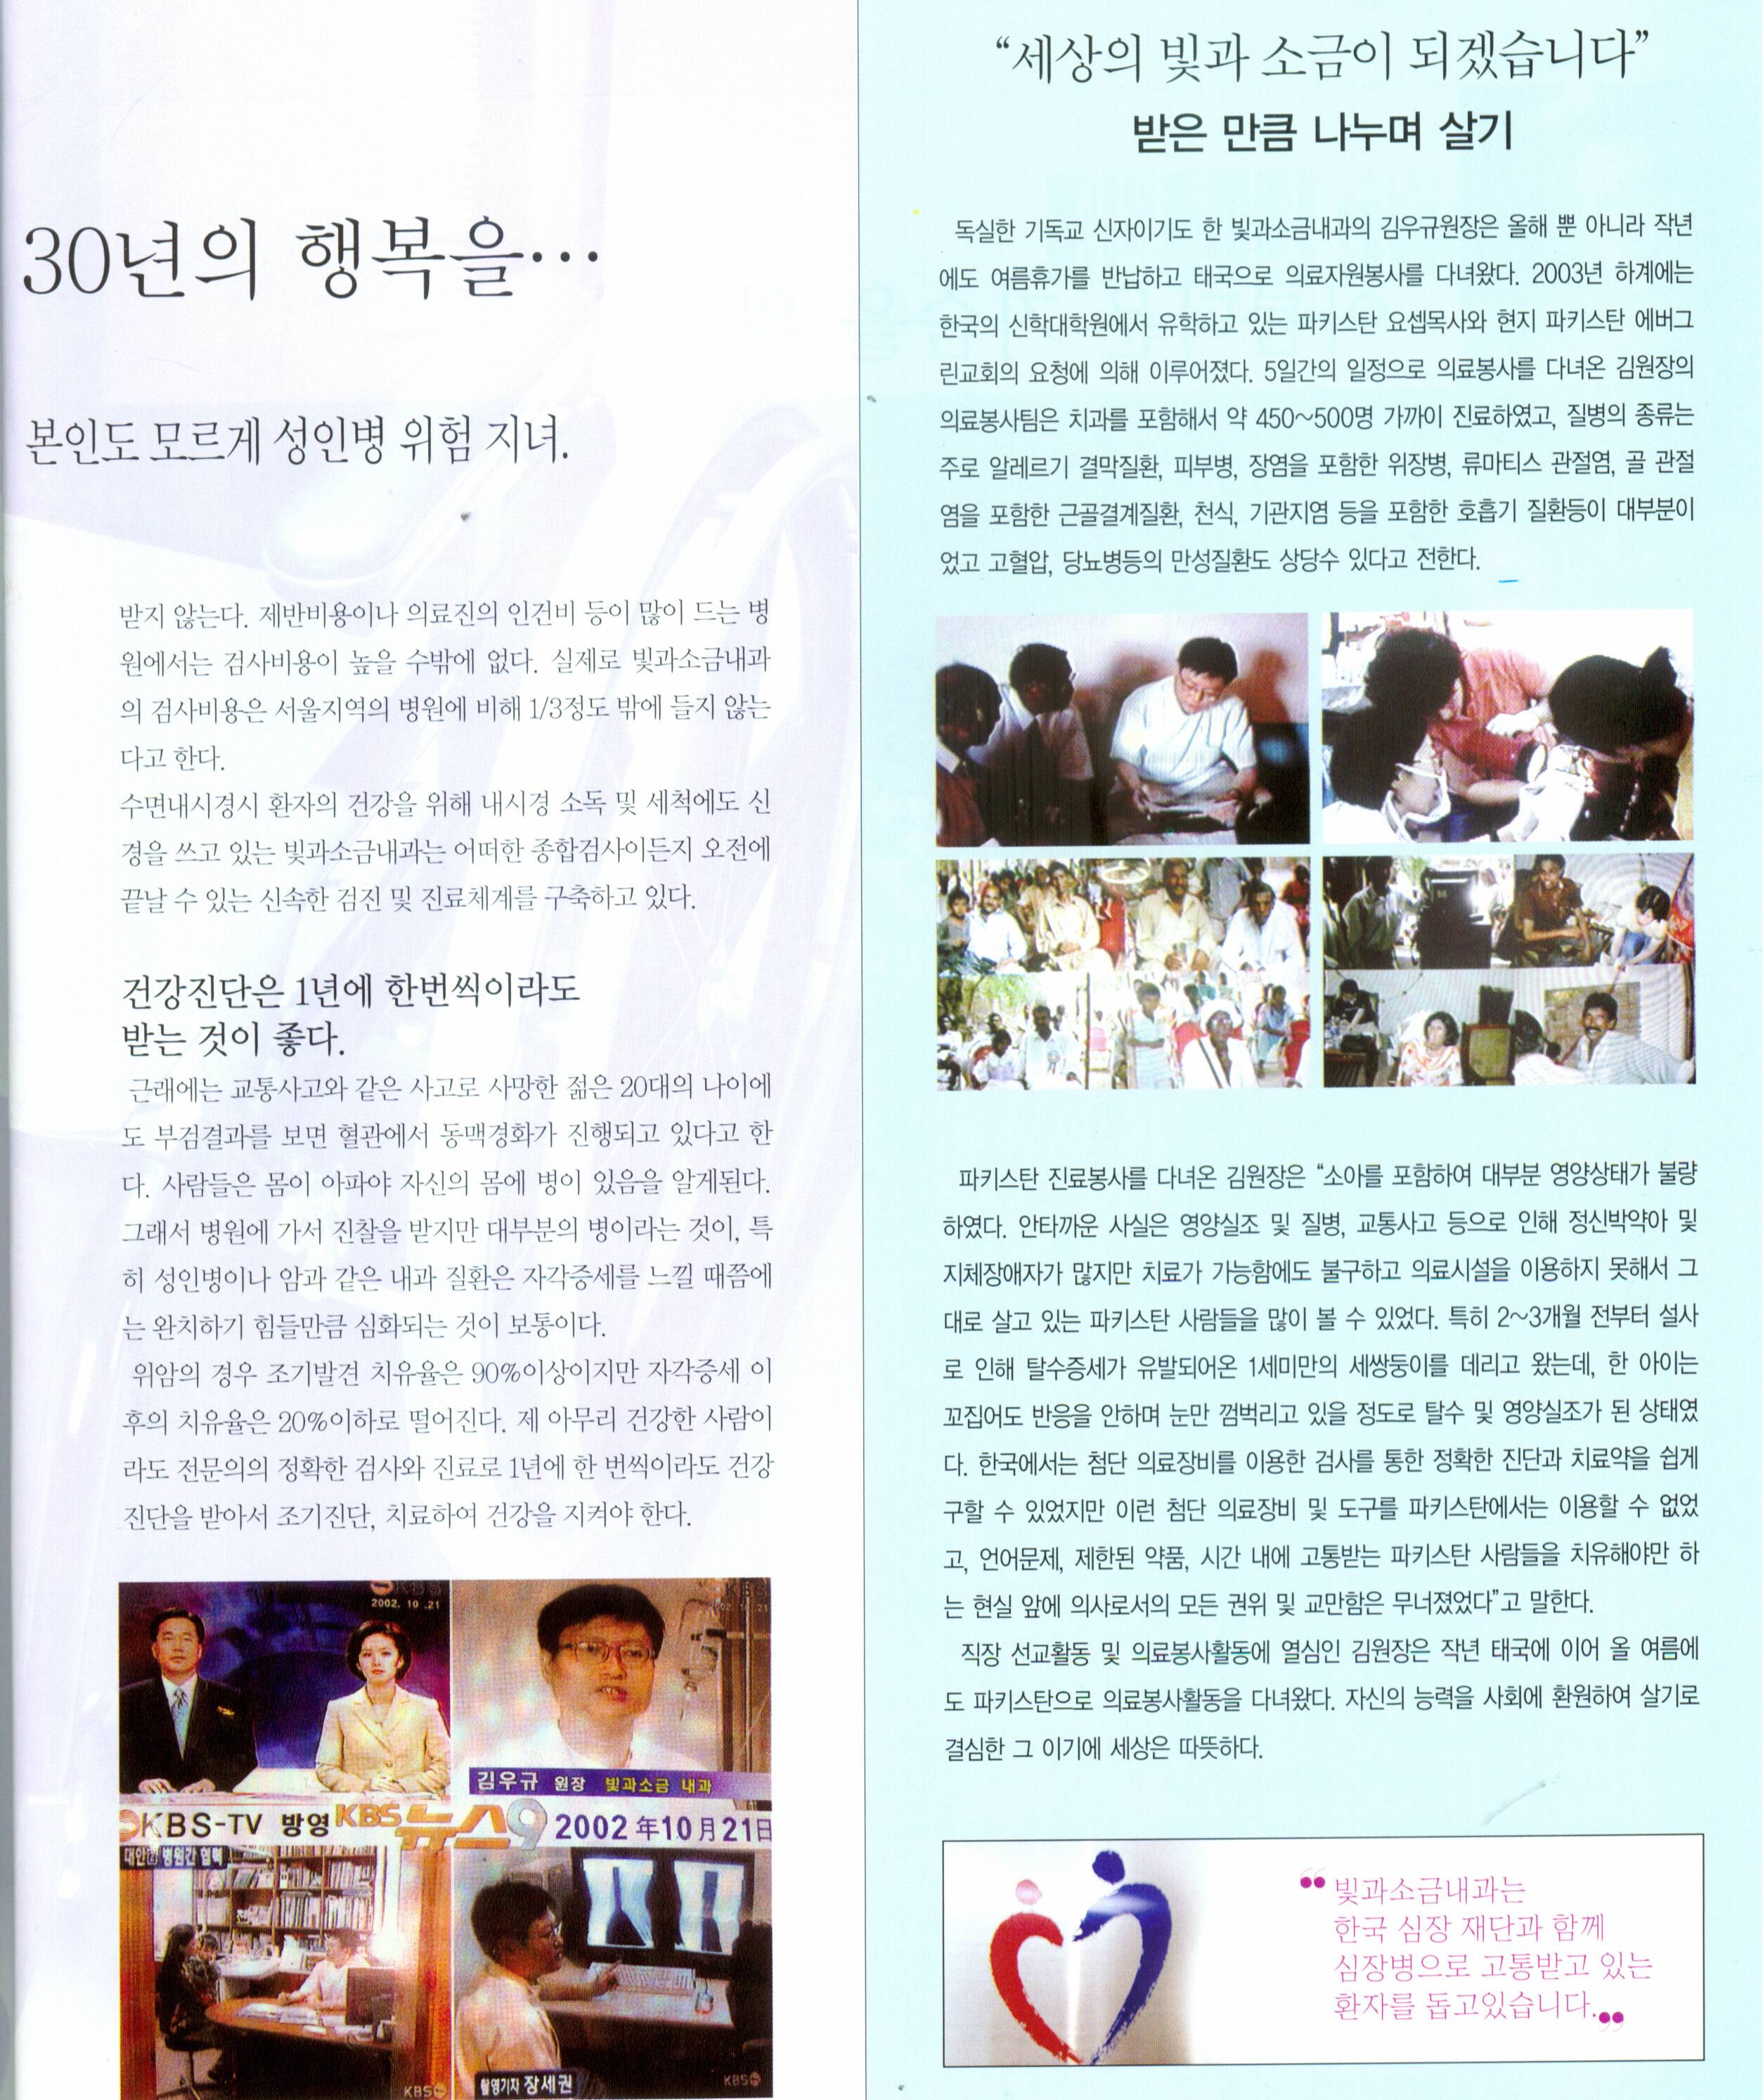 30년의 행복을…
본인도 모르게 성인병 위험 지녀.
받지 않는다. 제반비용이나 의료진의 인건비 등이 많이 드는 병
원에서는 검사비용이 높을 수밖에 없다. 실제로 빛과소금내과
의 검사비용은 서울지역의 병원에 비해 1/3정도 밖에 들지 않는
다고 한다.
수면내시경시 환자의 건강을 위해 내시경 소독 및 세척에도 신
경을 쓰고 있는 빛과소금내과는 어떠한 종합검사이든지 오전에
끝날 수 있는 신속한 검진 및 진료체계를 구축하고 있다.
건강진단은 1년에 한번씩이라도
받는 것이 좋다.
근래에는 교통사고와 같은 사고로 사망한 젊은 20대의 나이에
도 부검결과를 보면 혈관에서 동맥경화가 진행되고 있다고 한
다. 사람들은 몸이 아파야 자신의 몸에 병이 있음을 알게된다.
그래서 병원에 가서 진찰을 받지만 대부분의 병이라는 것이, 특
히 성인병이나 암과 같은 내과 질환은 자각증세를 느낄 때쯤에
는 완치하기 힘들만큼 심화되는 것이 보통이다.
위암의 경우 조기발견 치유율은 90%이상이지만 자각증세 이
후의 치유율은 20%이하로 떨어진다. 제 아무리 건강한 사람이
라도 전문의의 정확한 검사와 진료로 1년에 한 번씩이라도 건강
진단을 받아서 조기진단, 치료하여 건강을 지켜야 한다.
KBS
2002. 10 .21
KBS
2002. 10 .21
김우규 원장 빛과소금 내과
KBS-TV 방영 KBS 뉴스9 2002年10月21日
병원간 협력
KBS
촬영기자 장세권
KBS
“세상의 빛과 소금이 되겠습니다”
받은 만큼 나누며 살기
독실한 기독교 신자이기도 한 빛과소금내과의 김우규원장은 올해 뿐 아니라 작년
에도 여름휴가를 반납하고 태국으로 의료자원봉사를 다녀왔다. 2003년 하계에는
한국의 신학대학원에서 유학하고 있는 파키스탄 요셉목사와 현지 파키스탄 에버그
린교회의 요청에 의해 이루어졌다. 5일간의 일정으로 의료봉사를 다녀온 김원장의
의료봉사팀은 치과를 포함해서 약 450~500명 가까이 진료하였고, 질병의 종류는
주로 알레르기 결막질환, 피부병, 장염을 포함한 위장병, 류마티스 관절염, 골 관절
염을 포함한 근골결계질환, 천식, 기관지염 등을 포함한 호흡기 질환등이 대부분이
었고 고혈압, 당뇨병등의 만성질환도 상당수 있다고 전한다.
파키스탄 진료봉사를 다녀온 김원장은 “소아를 포함하여 대부분 영양상태가 불량
하였다. 안타까운 사실은 영양실조 및 질병, 교통사고 등으로 인해 정신박약아 및
지체장애자가 많지만 치료가 가능함에도 불구하고 의료시설을 이용하지 못해서 그
대로 살고 있는 파키스탄 사람들을 많이 볼 수 있었다. 특히 2~3개월 전부터 설사
로 인해 탈수증세가 유발되어온 1세미만의 세쌍둥이를 데리고 왔는데, 한 아이는
꼬집어도 반응을 안하며 눈만 껌벅리고 있을 정도로 탈수 및 영양실조가 된 상태였
다. 한국에서는 첨단 의료장비를 이용한 검사를 통한 정확한 진단과 치료약을 쉽게
구할 수 있었지만 이런 첨단 의료장비 및 도구를 파키스탄에서는 이용할 수 없었
고, 언어문제, 제한된 약품, 시간 내에 고통받는 파키스탄 사람들을 치유해야만 하
는 현실 앞에 의사로서의 모든 권위 및 교만함은 무너졌었다”고 말한다.
직장 선교활동 및 의료봉사활동에 열심인 김원장은 작년 태국에 이어 올 여름에
도 파키스탄으로 의료봉사활동을 다녀왔다. 자신의 능력을 사회에 환원하여 살기로
결심한 그 이기에 세상은 따뜻하다.
“빛과소금내과는
한국 심장 재단과 함께
심장병으로 고통받고 있는
환자를 돕고있습니다.”